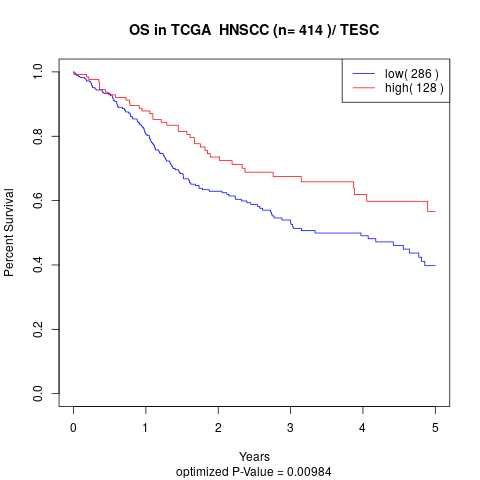 OS in TCGA  HNSCC (n= 414 )/ TESC
low( 286 )
high( 128 )
Percent Survival
1.0
0.8
0.6
0.4
0.2
0.0
0 1 2 3 4 5
Years
optimized P-Value = 0.00984